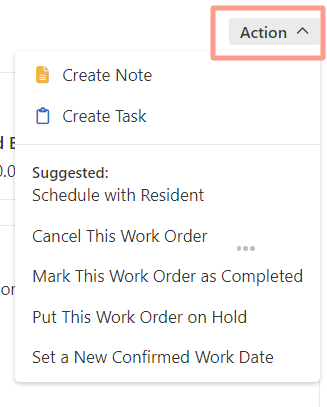 Action
Create Note
Create Task
Suggested:
Schedule with Resident
Cancel This Work Order
Mark This Work Order as Completed
Put This Work Order on Hold
Set a New Confirmed Work Date